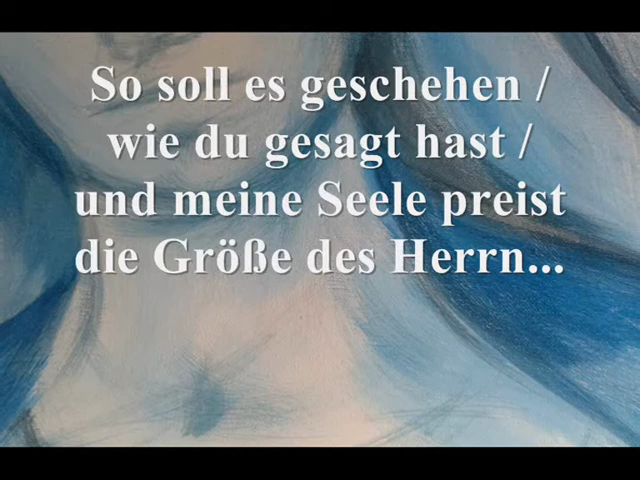 So soll es geschehen /
wie du gesagt hast /
und meine Seele preist
die Größe des Herrn...